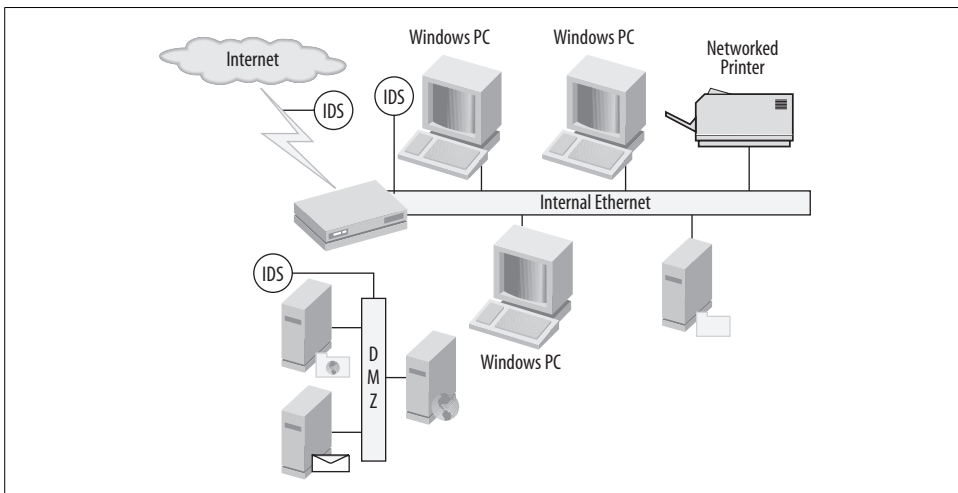 Windows PC
Windows PC
Networked
Printer
Internet
IDS
IDS
Internal Ethernet
IDS
D
M
Z
Windows PC